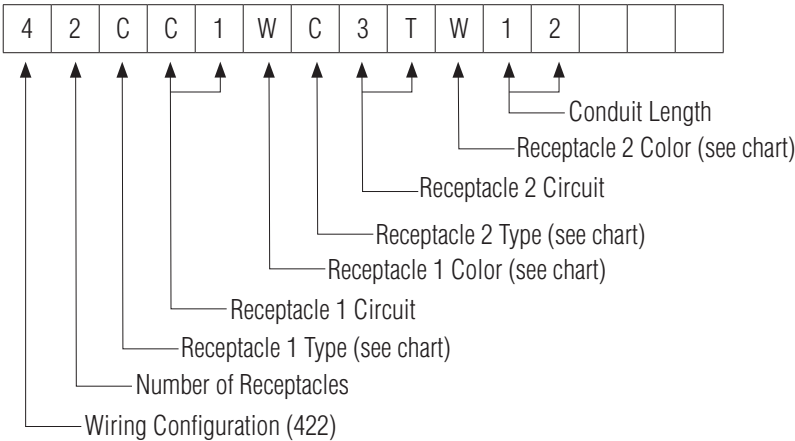 4 2 C C 1 W C 3 T W 1 2
Conduit Length
Receptacle 2 Color (see chart)
Receptacle 2 Circuit
Receptacle 2 Type (see chart)
Receptacle 1 Color (see chart)
Receptacle 1 Circuit
Receptacle 1 Type (see chart)
Number of Receptacles
Wiring Configuration (422)